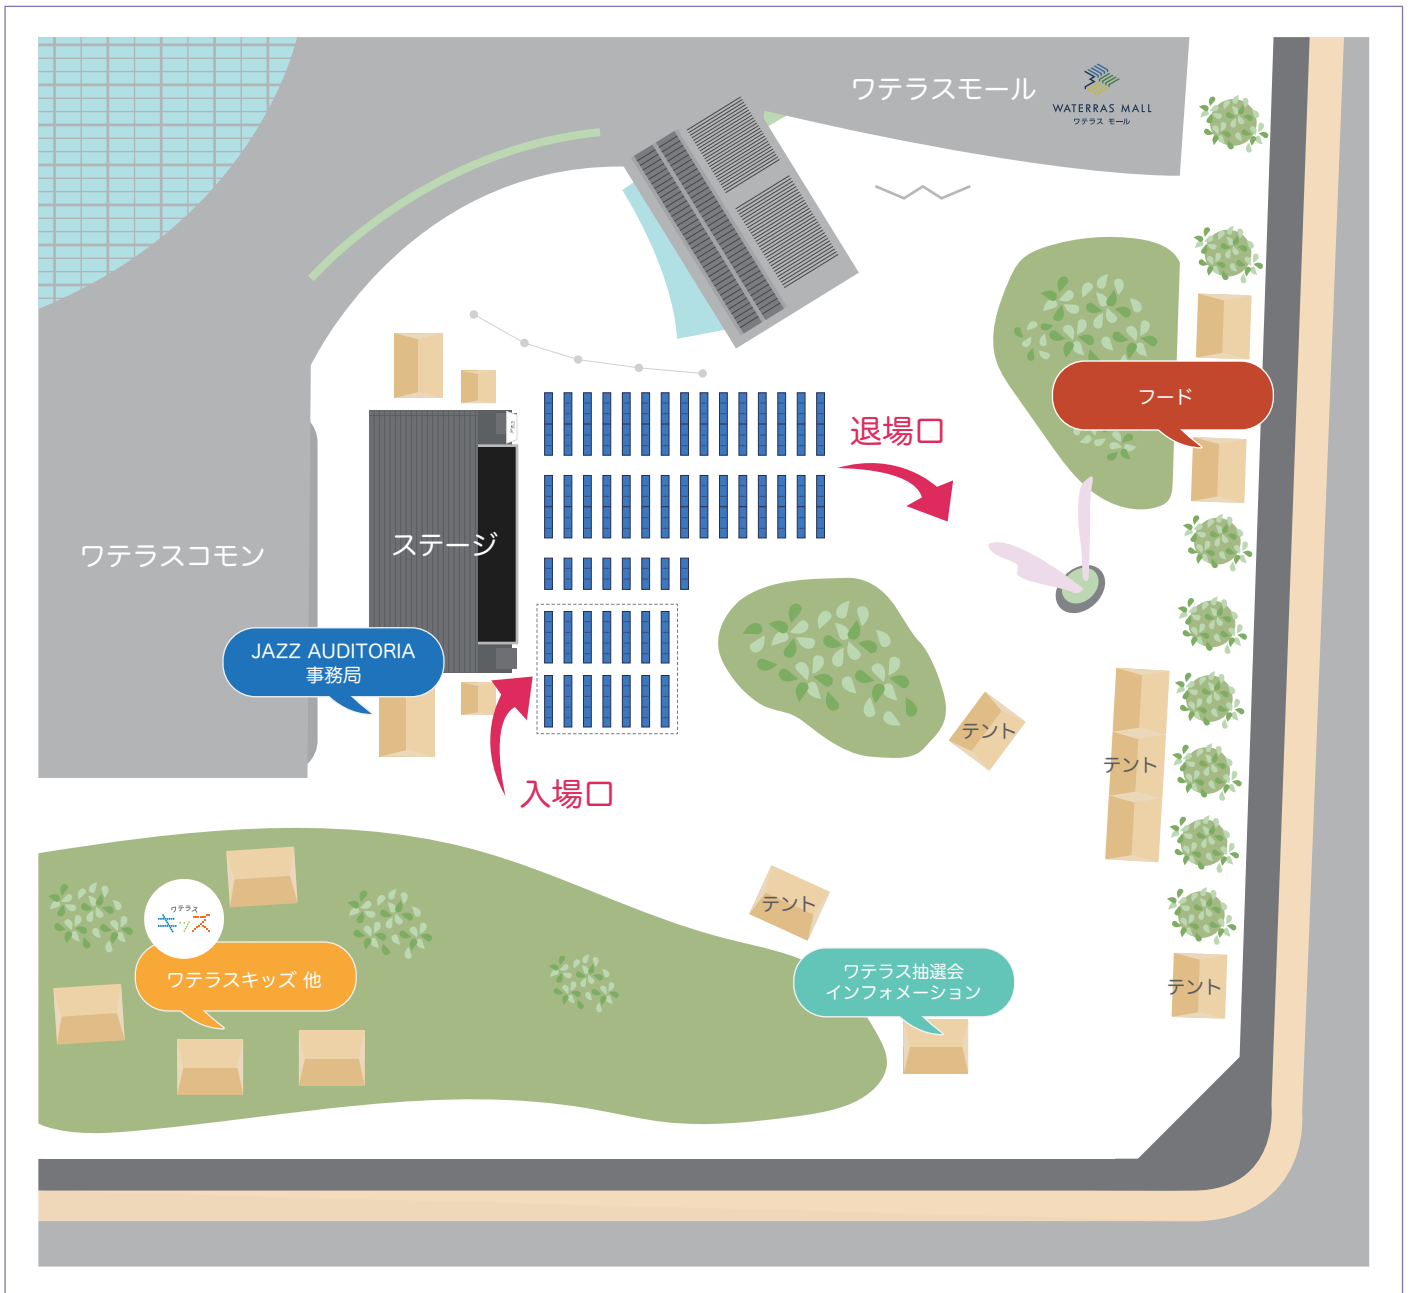 ワテラスモール
WATERRAS MALL
ワテラス モール
フード
退場口
ステージ
ワテラスコモン
JAZZ AUDITORIA
事務局
入場口
テント
テント
テント
ワテラス
キッズ
ワテラスキッズ 他
ワテラス抽選会
インフォメーション
テント